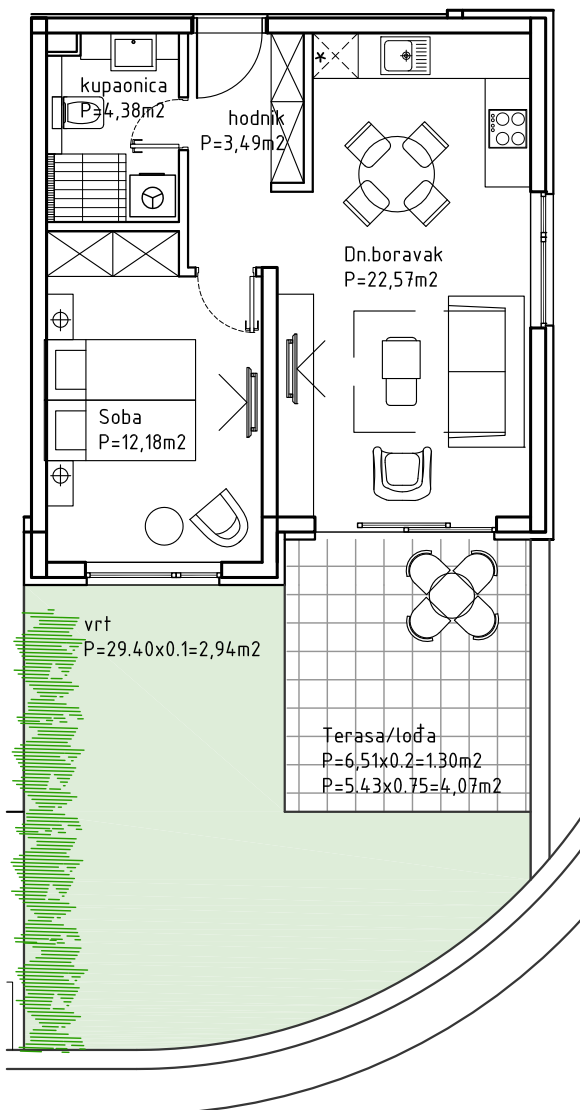 kupaonica
P=4,38m2
hodnik
P=3,49m2
Dn.boravak
P=22,57m2
Soba
P=12,18m2
vrt
P=29.40x0.1=2,94m2
Terasa/lođa
P=6,51x0.2=1.30m2
P=5.43x0.75=4,07m2